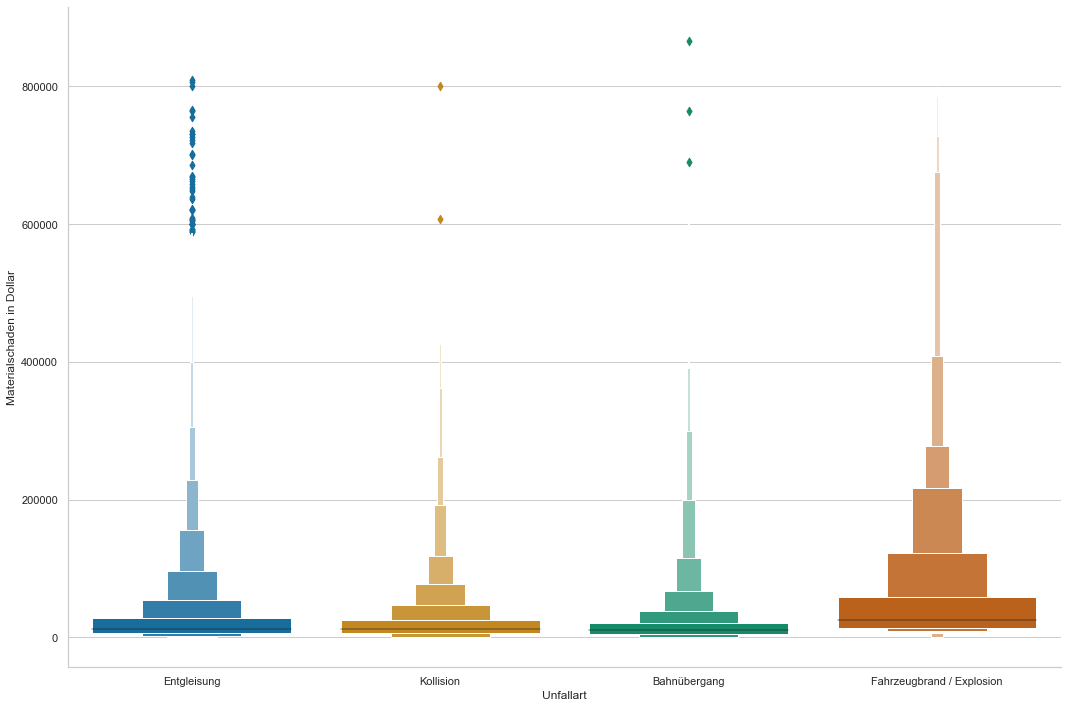 Materialschaden in Dollar
800000
600000
400000
200000
0
Entgleisung Kollision Bahnübergang Fahrzeugbrand / Explosion
Unfallart